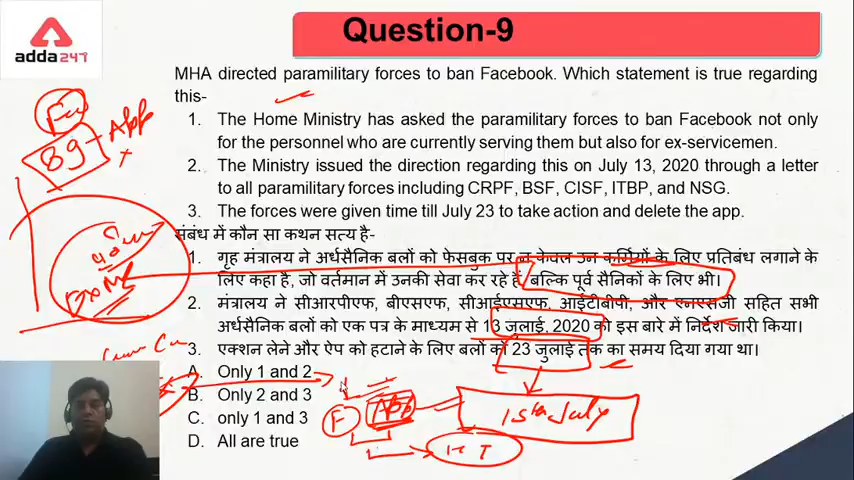 Question-9
adda247
MHA directed paramilitary forces to ban Facebook. Which statement is true regarding
this-
1. The Home Ministry has asked the paramilitary forces to ban Facebook not only
for the personnel who are currently serving them but also for ex-servicemen.
2. The Ministry issued the direction regarding this on July 13, 2020 through a letter
to all paramilitary forces including CRPF, BSF, CISF, ITBP, and NSG.
3. The forces were given time till July 23 to take action and delete the app.
संबंध में कौन सा कथन सत्य है-
1. गृह मंत्रालय ने अर्धसैनिक बलों को फेसबुक पर न केवल उन कर्मियों के लिए प्रतिबंध लगाने के
लिए कहा है, जो वर्तमान में उनकी सेवा कर रहे हैं बल्कि पूर्व सैनिकों के लिए भी।
2. मंत्रालय ने सीआरपीएफ, बीएसएफ, सीआईएसएफ, आईटीबीपी, और एनएसजी सहित सभी
अर्धसैनिक बलों को एक पत्र के माध्यम से 13 जुलाई, 2020 को इस बारे में निर्देश जारी किया।
3. एक्शन लेने और ऐप को हटाने के लिए बलों को 23 जुलाई तक का समय दिया गया था।
A. Only 1 and 2
B. Only 2 and 3
C. only 1 and 3
D. All are true
89 App
F App 15th July